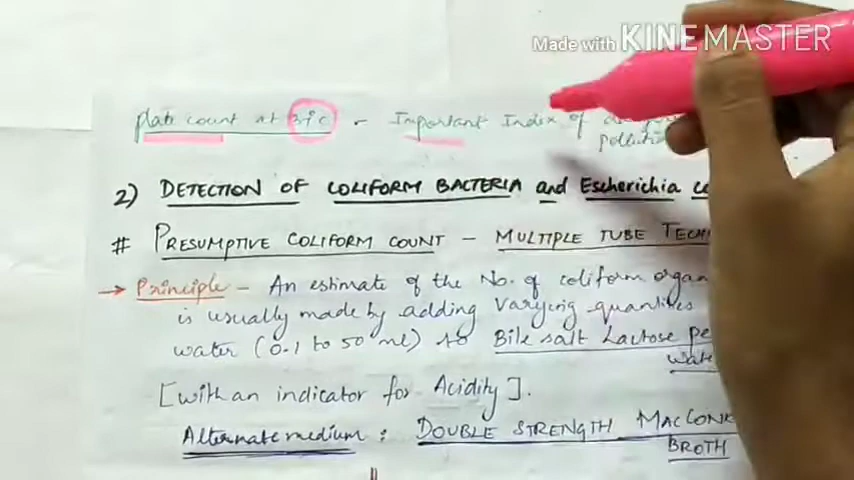 Made with KINEMASTER
Plate count at 37°C - Important Index of
pollution
2) DETECTION OF COLIFORM BACTERIA and Escherichia
# PRESUMPTIVE COLIFORM COUNT - MULTIPLE TUBE
→ Principle - An estimate of the No. of coliform
is usually made by adding varying quantities
water (0.1 to 50 ml) to Bile salt Lactose
[with an indicator for Acidity].
Alternate medium : DOUBLE STRENGTH
BROTH